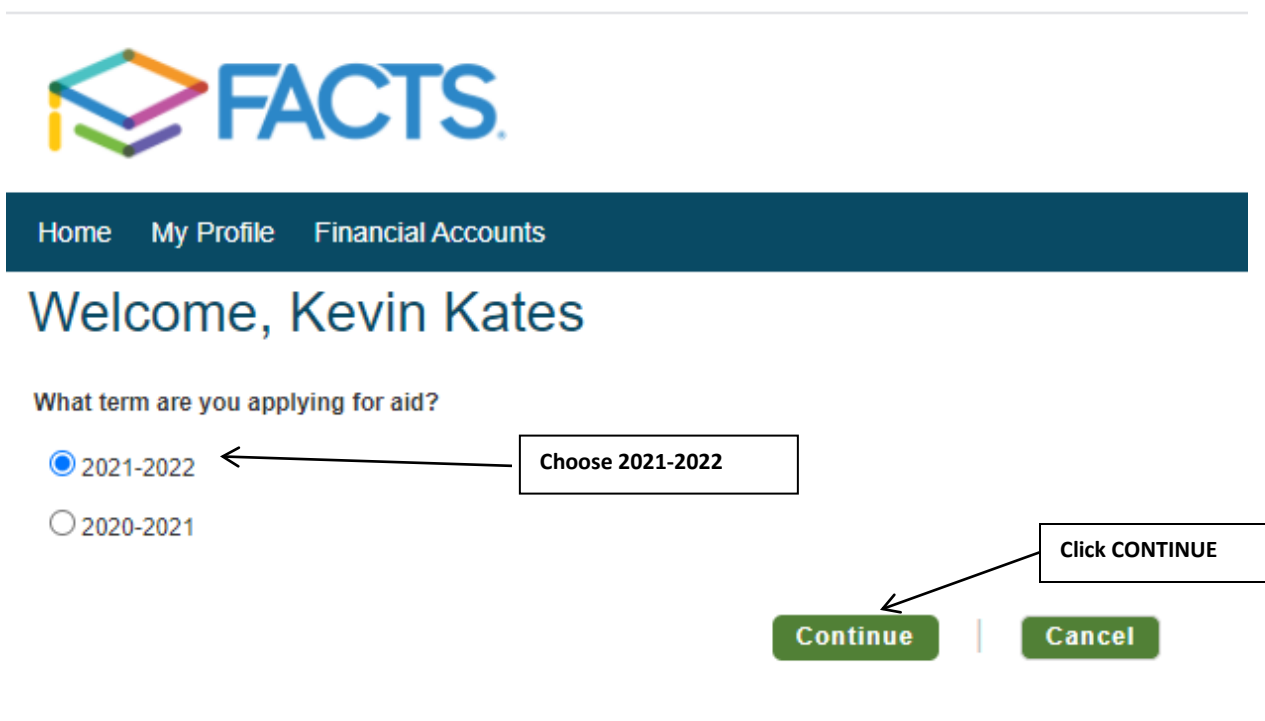 FACTS.
Home My Profile Financial Accounts
Welcome, Kevin Kates
What term are you applying for aid?
2021-2022
Choose 2021-2022
2020-2021
Click CONTINUE
Continue | Cancel